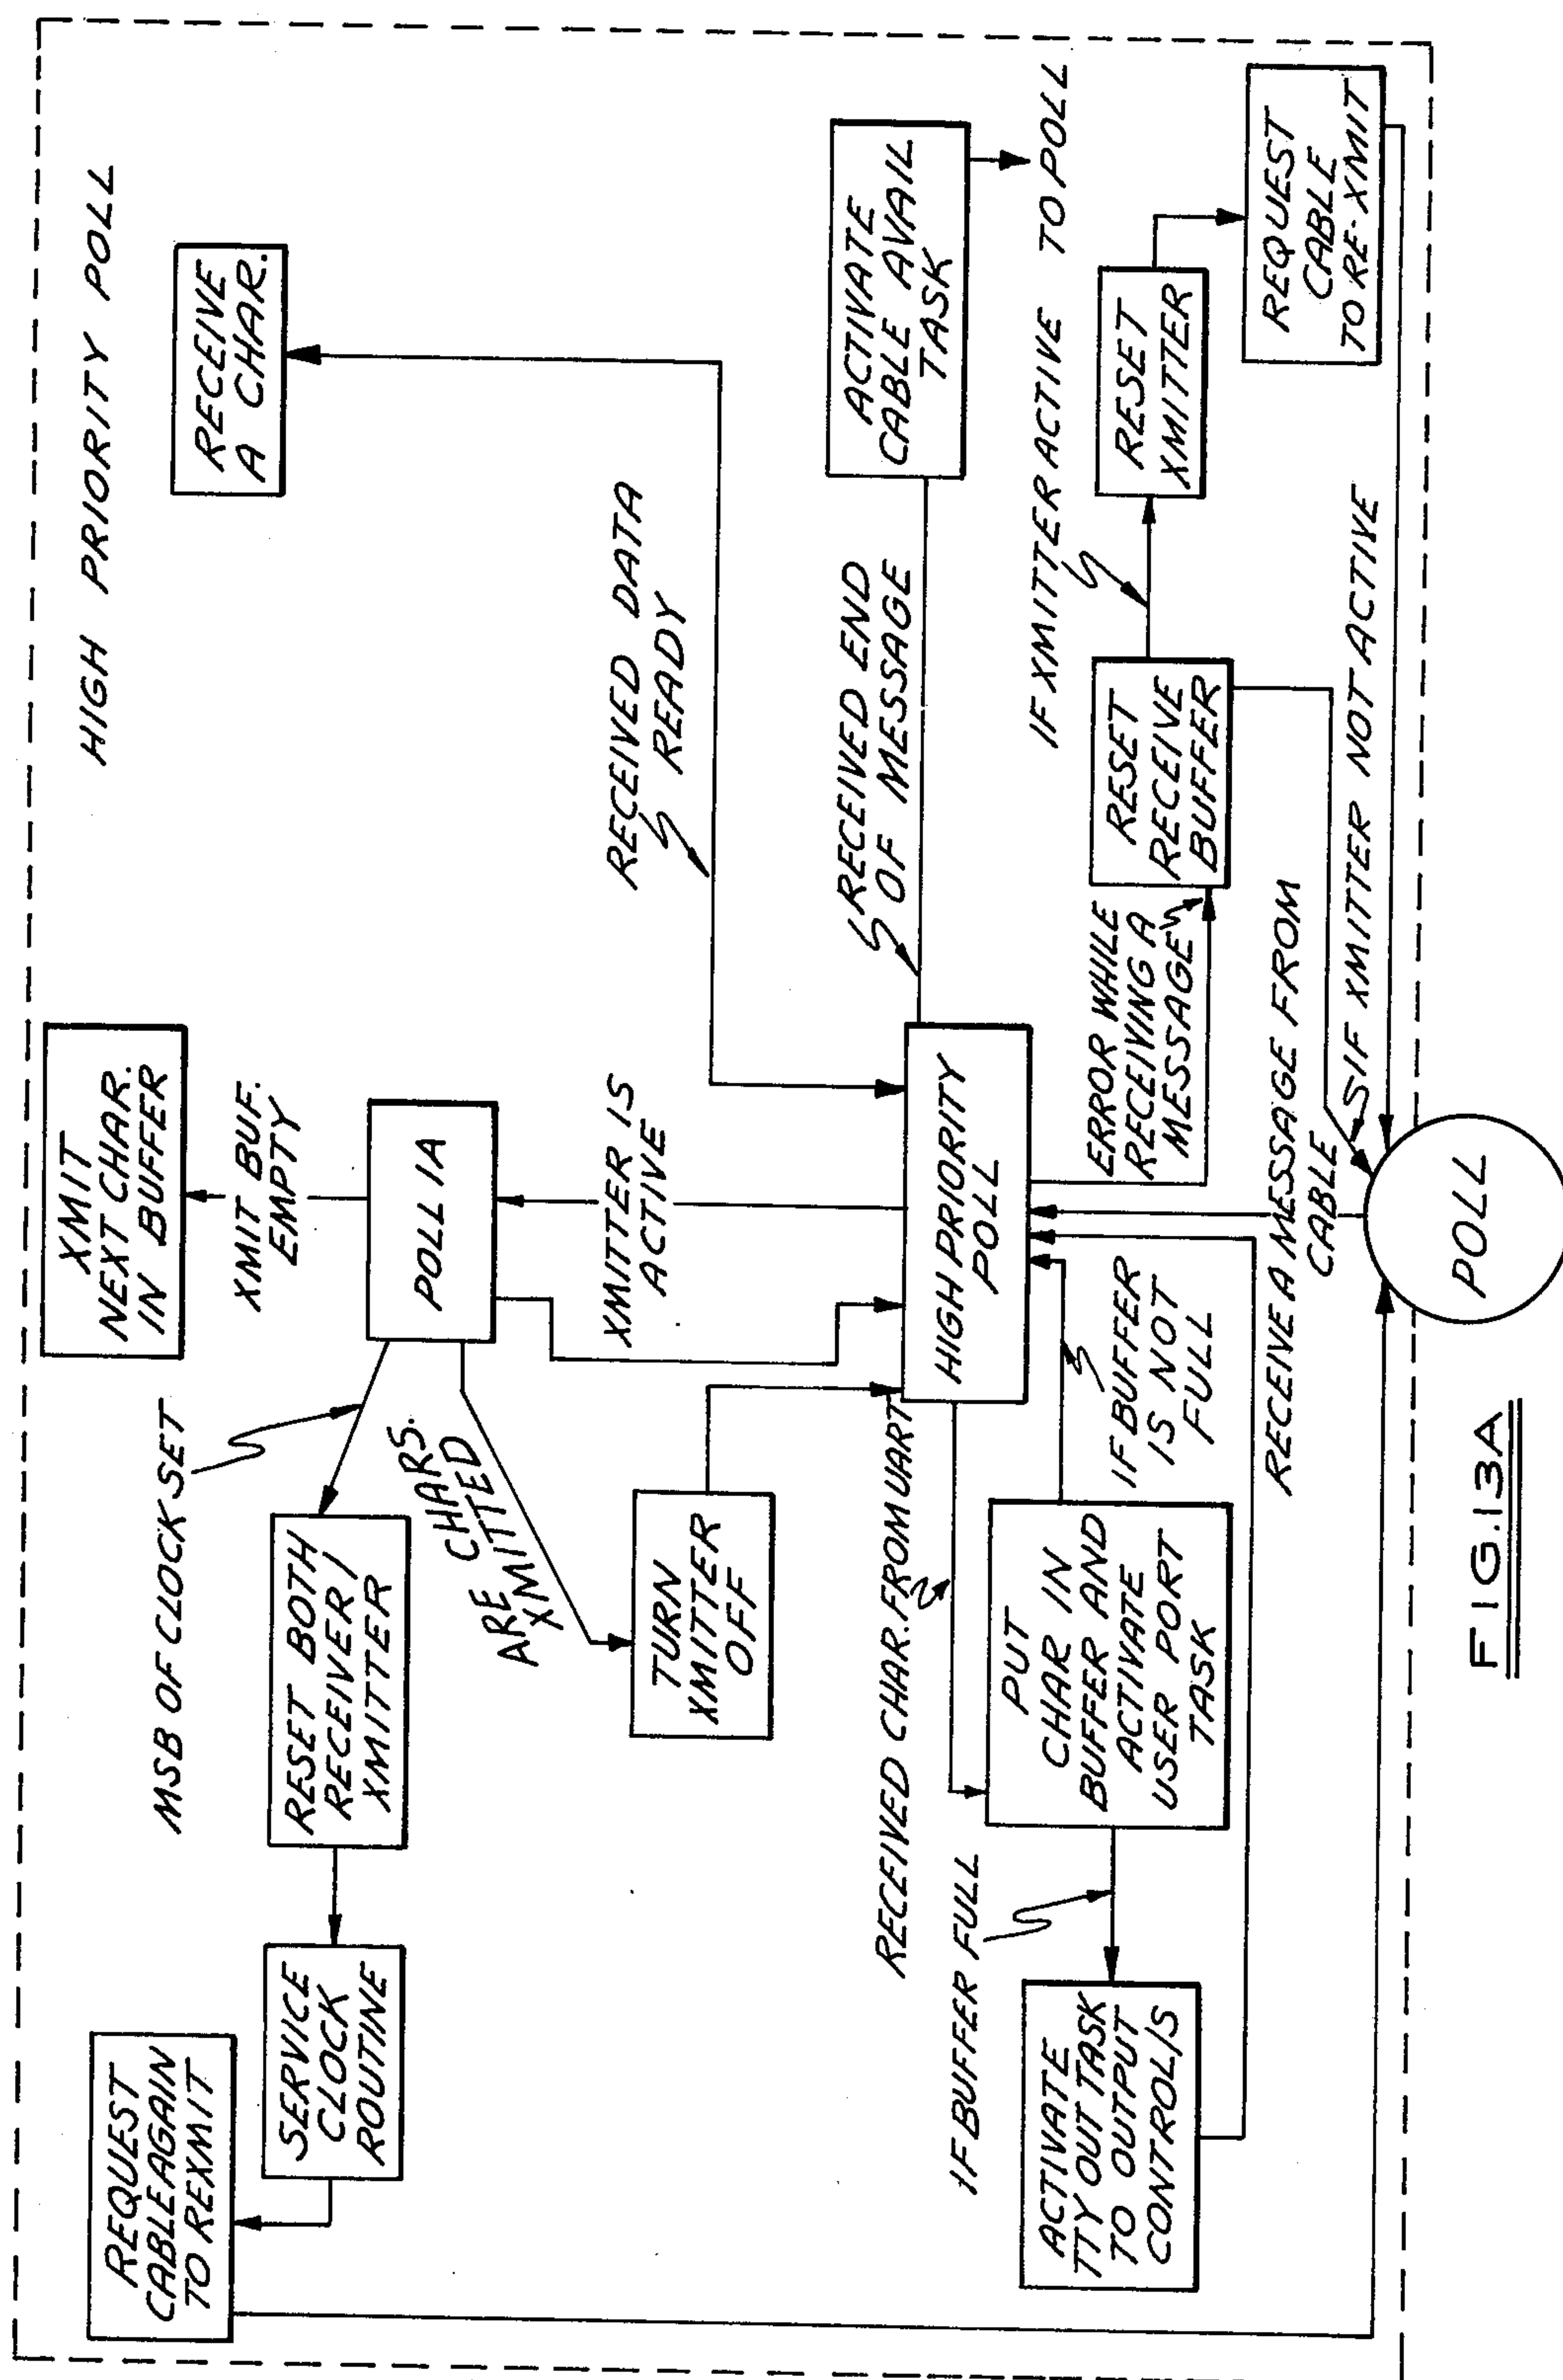 HIGH PRIORITY POLL
REQUEST
CABLE AGAIN
TO REXMIT
XMIT
NEXT CHAR.
IN BUFFER
RECEIVE
A CHAR.
MSB OF CLOCK SET
XMIT BUF.
EMPTY
SERVICE
CLOCK
ROUTINE
RESET BOTH
RECEIVER/
XMITTER
POLL 1A
ARE CHARS.
XMITTED
TURN
XMITTER
OFF
XMITTER IS
ACTIVE
RECEIVED DATA
READY
RECEIVED CHAR. FROM UART
HIGH PRIORITY
POLL
RECEIVED END
OF MESSAGE
ACTIVATE
CABLE AVAIL
TASK
TO POLL
IF BUFFER FULL
ACTIVATE
TTY OUT TASK
TO OUTPUT
CONTROL/S
PUT
CHAR IN
BUFFER AND
ACTIVATE
USER PORT
TASK
IF BUFFER
IS NOT
FULL
ERROR WHILE
RECEIVING A
MESSAGE
RESET
RECEIVE
BUFFER
IF XMITTER ACTIVE
RESET
XMITTER
REQUEST
CABLE
TO RE-XMIT
RECEIVE A MESSAGE FROM
CABLE
IF XMITTER NOT ACTIVE
POLL
FIG. 13A